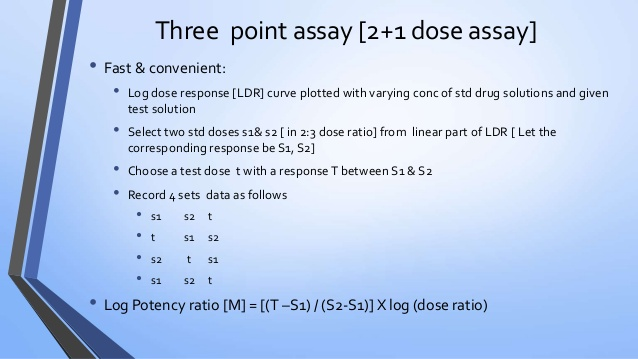 Three point assay [2+1 dose assay]
• Fast & convenient:
• Log dose response [LDR] curve plotted with varying conc of std drug solutions and given
test solution
• Select two std doses s1& s2 [ in 2:3 dose ratio] from linear part of LDR [ Let the
corresponding response be S1, S2]
• Choose a test dose t with a response T between S1 & S2
• Record 4 sets data as follows
• s1 s2 t
• t s1 s2
• s2 t s1
• s1 s2 t
• Log Potency ratio [M] = [(T –S1) / (S2-S1)] X log (dose ratio)